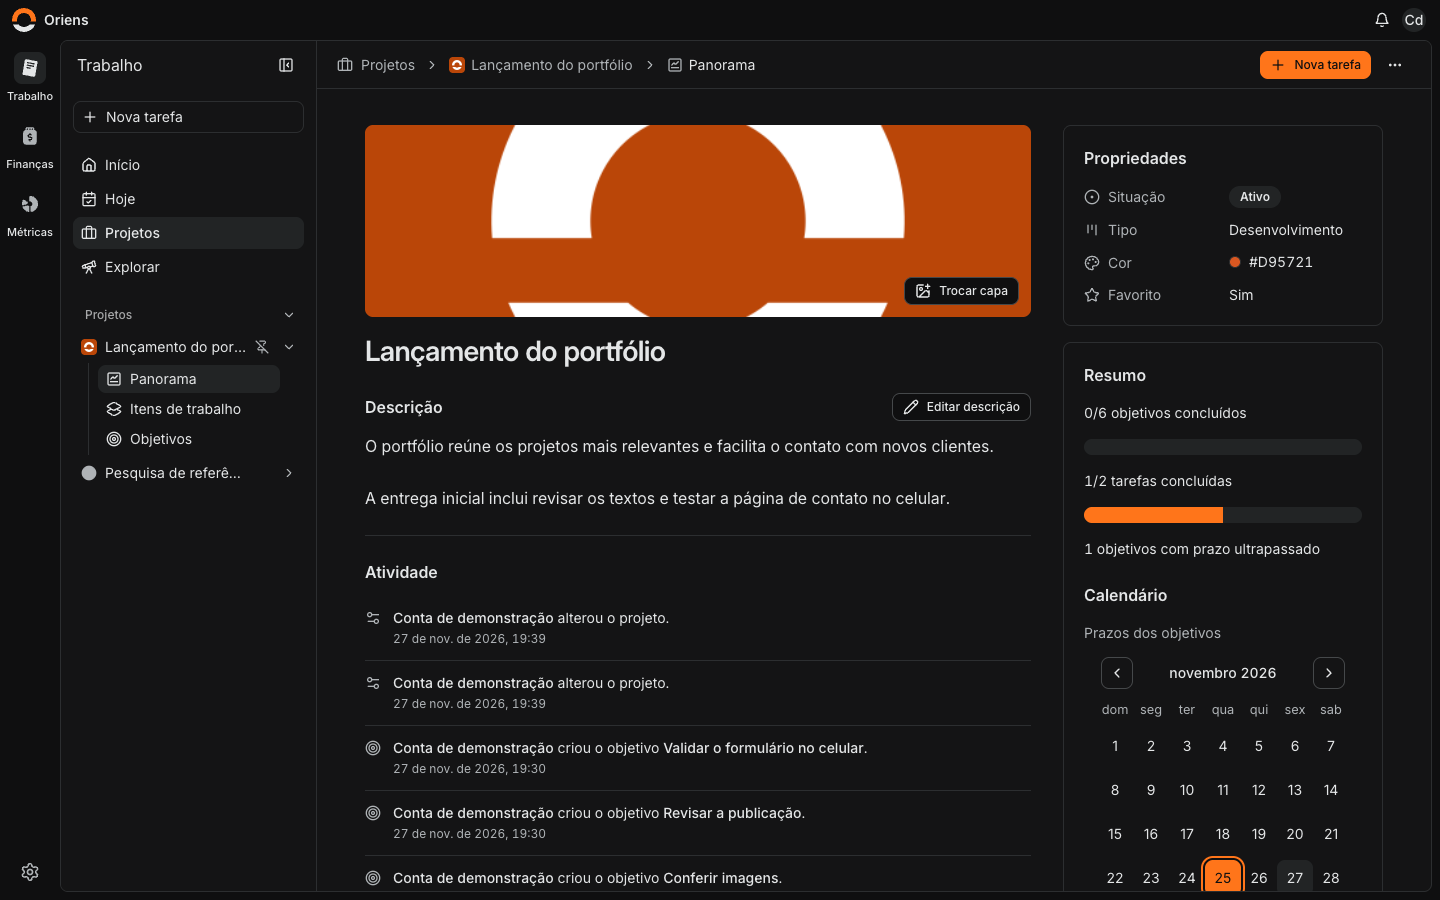 Oriens
Cd
Trabalho
Finanças
Métricas
Trabalho
Nova tarefa
Início
Hoje
Projetos
Explorar
Projetos
Lançamento do por...
Panorama
Itens de trabalho
Objetivos
Pesquisa de referê...
Projetos
Lançamento do portfólio
Panorama
Nova tarefa
Trocar capa
Lançamento do portfólio
Descrição
Editar descrição
O portfólio reúne os projetos mais relevantes e facilita o contato com novos clientes.
A entrega inicial inclui revisar os textos e testar a página de contato no celular.
Atividade
Conta de demonstração alterou o projeto.
27 de nov. de 2026, 19:39
Conta de demonstração alterou o projeto.
27 de nov. de 2026, 19:39
Conta de demonstração criou o objetivo Validar o formulário no celular.
27 de nov. de 2026, 19:30
Conta de demonstração criou o objetivo Revisar a publicação.
27 de nov. de 2026, 19:30
Conta de demonstração criou o objetivo Conferir imagens.
Propriedades
Situação Ativo
Tipo Desenvolvimento
Cor #D95721
Favorito Sim
Resumo
0/6 objetivos concluídos
1/2 tarefas concluídas
1 objetivos com prazo ultrapassado
Calendário
Prazos dos objetivos
novembro 2026
dom seg ter qua qui sex sab
1 2 3 4 5 6 7
8 9 10 11 12 13 14
15 16 17 18 19 20 21
22 23 24 25 26 27 28